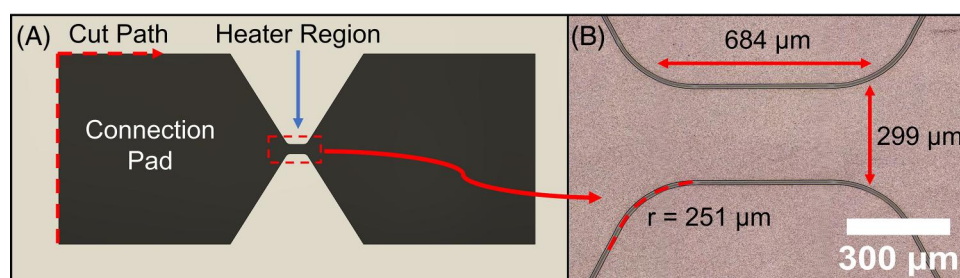 (A)
Cut Path
Heater Region
Connection
Pad
(B)
684 µm
299 µm
r = 251 µm
300 µm